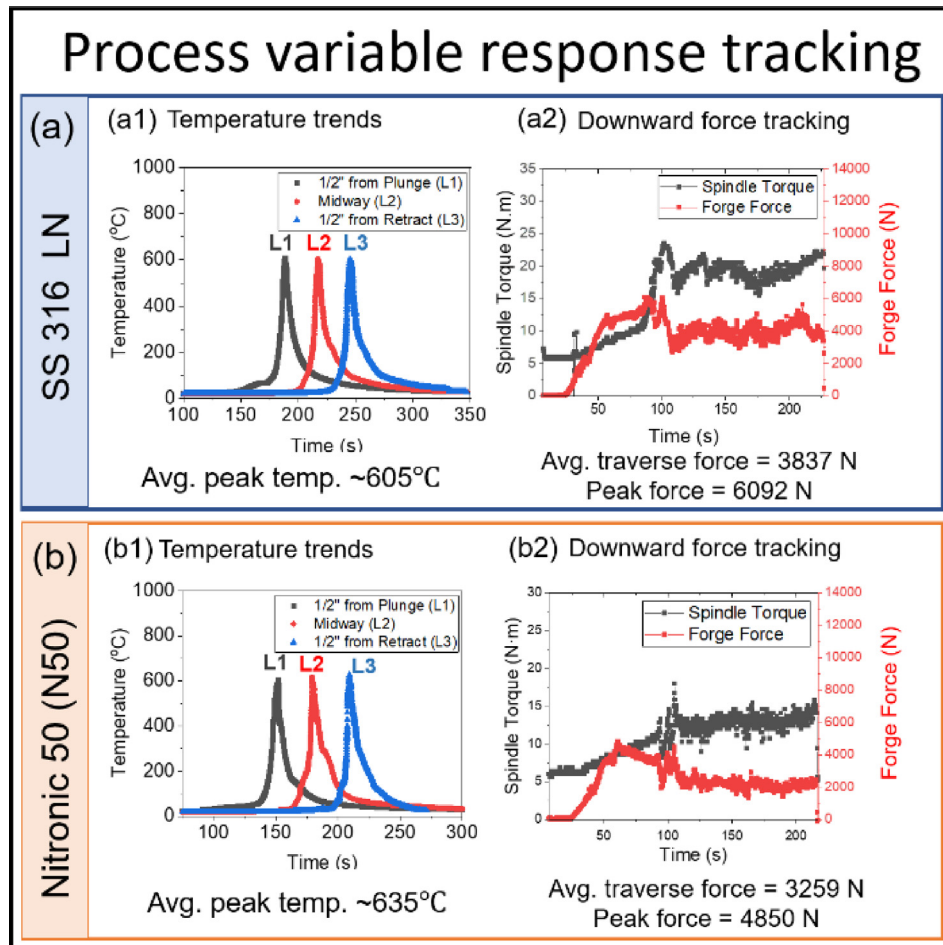 Process variable response tracking
(a)
SS 316 LN
(a1) Temperature trends
1000
800
600
400
200
0
Temperature (ºC)
1/2" from Plunge (L1)
Midway (L2)
1/2" from Retract (L3)
L1 L2 L3
100 150 200 250 300 350
Time (s)
Avg. peak temp. ~605℃
(a2) Downward force tracking
35
30
25
20
15
10
5
0
Spindle Torque (N.m)
Spindle Torque
Forge Force
14000
12000
10000
8000
6000
4000
2000
0
Forge Force (N)
50 100 150 200
Time (s)
Avg. traverse force = 3837 N
Peak force = 6092 N
(b)
Nitronic 50 (N50)
(b1) Temperature trends
1000
800
600
400
200
0
Temperature (ºC)
1/2" from Plunge (L1)
Midway (L2)
1/2" from Retract (L3)
L1 L2 L3
100 150 200 250 300
Time (s)
Avg. peak temp. ~635℃
(b2) Downward force tracking
30
25
20
15
10
5
0
Spindle Torque (N·m)
Spindle Torque
Forge Force
14000
12000
10000
8000
6000
4000
2000
0
Forge Force (N)
50 100 150 200
Time (s)
Avg. traverse force = 3259 N
Peak force = 4850 N